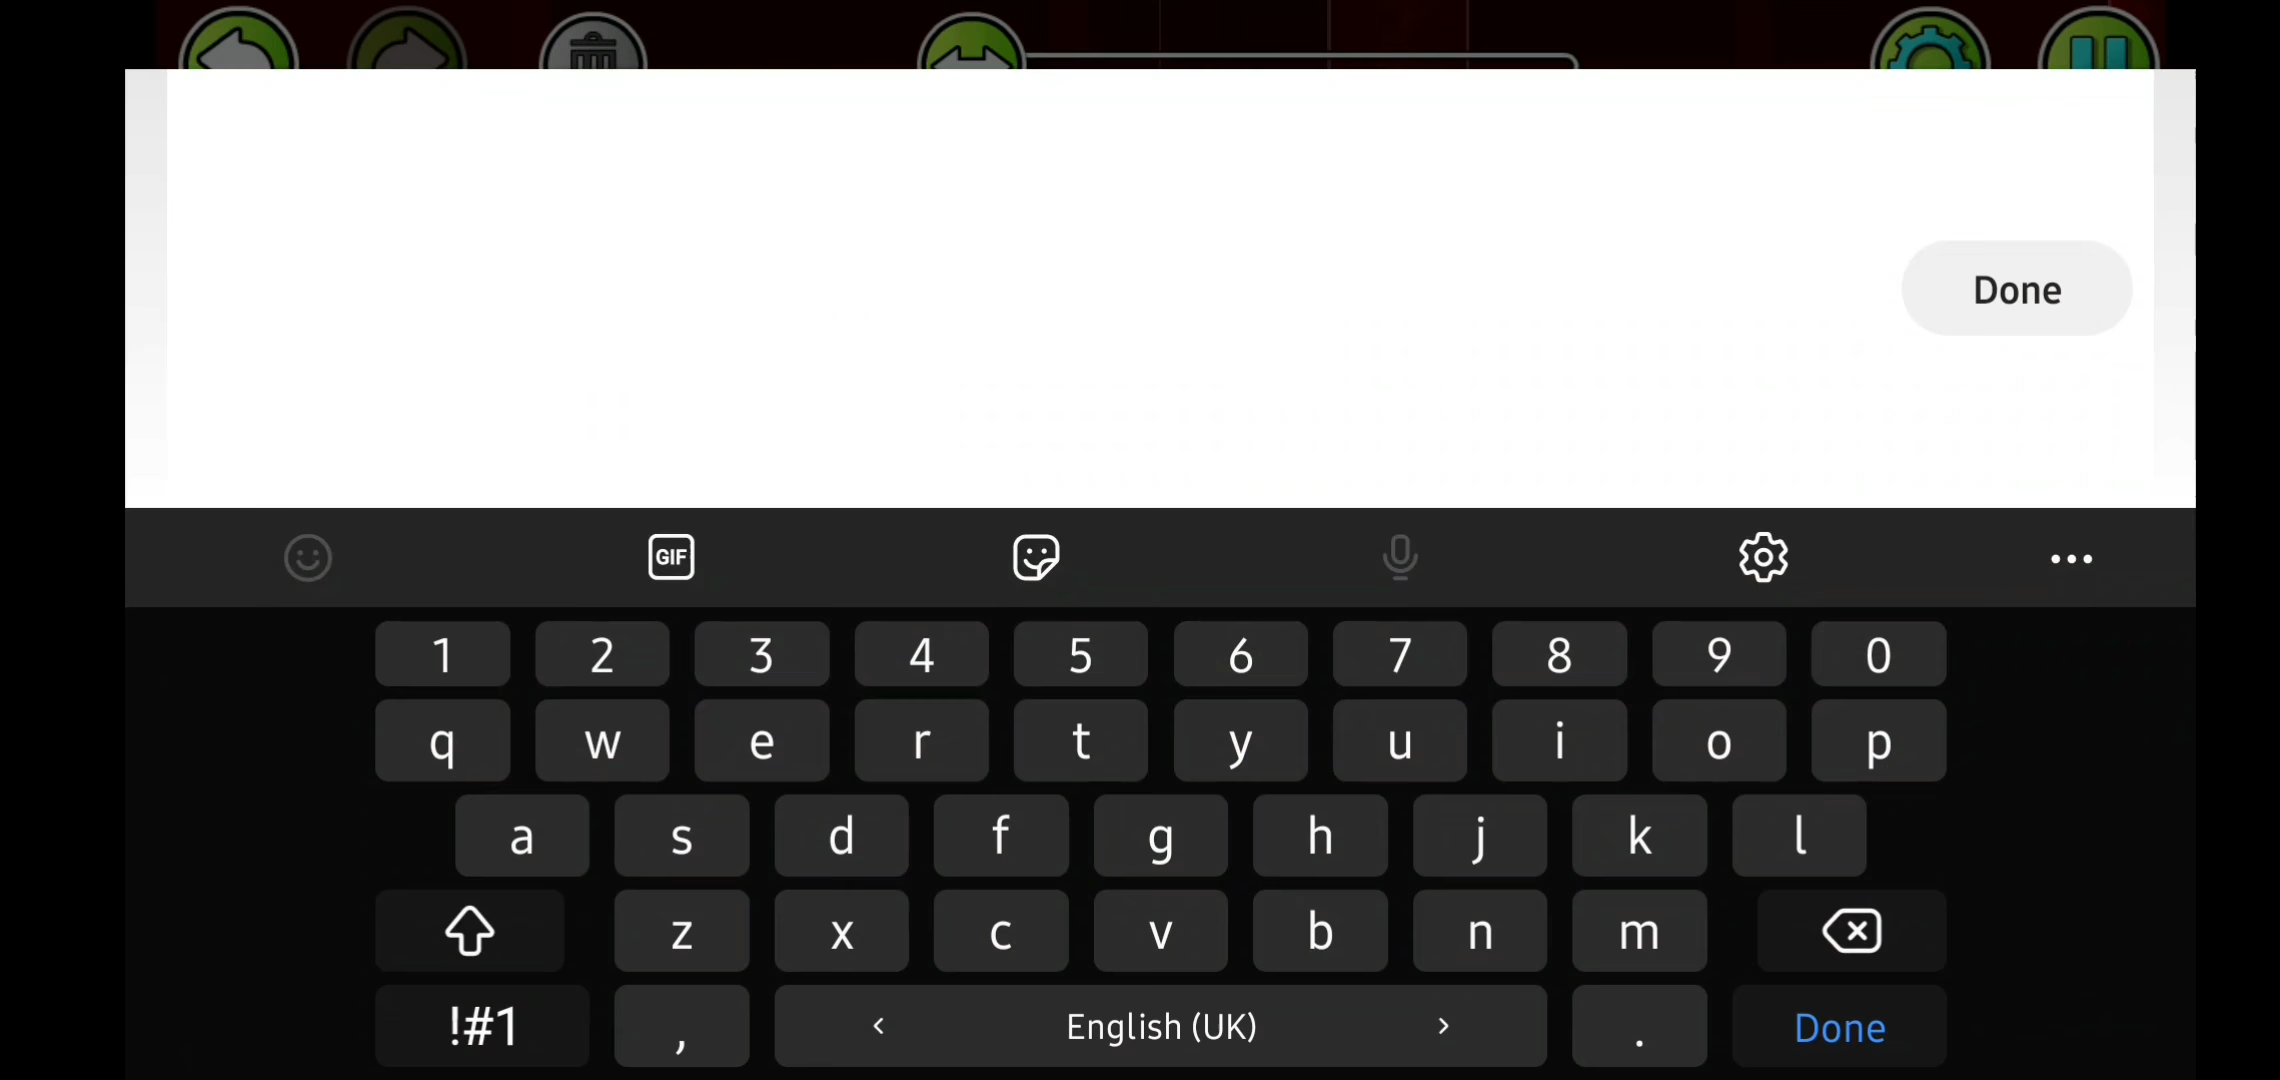 Done
GIF
1 2 3 4 5 6 7 8 9 0
q w e r t y u i o p
a s d f g h j k l
z x c v b n m
!#1 , English (UK) . Done